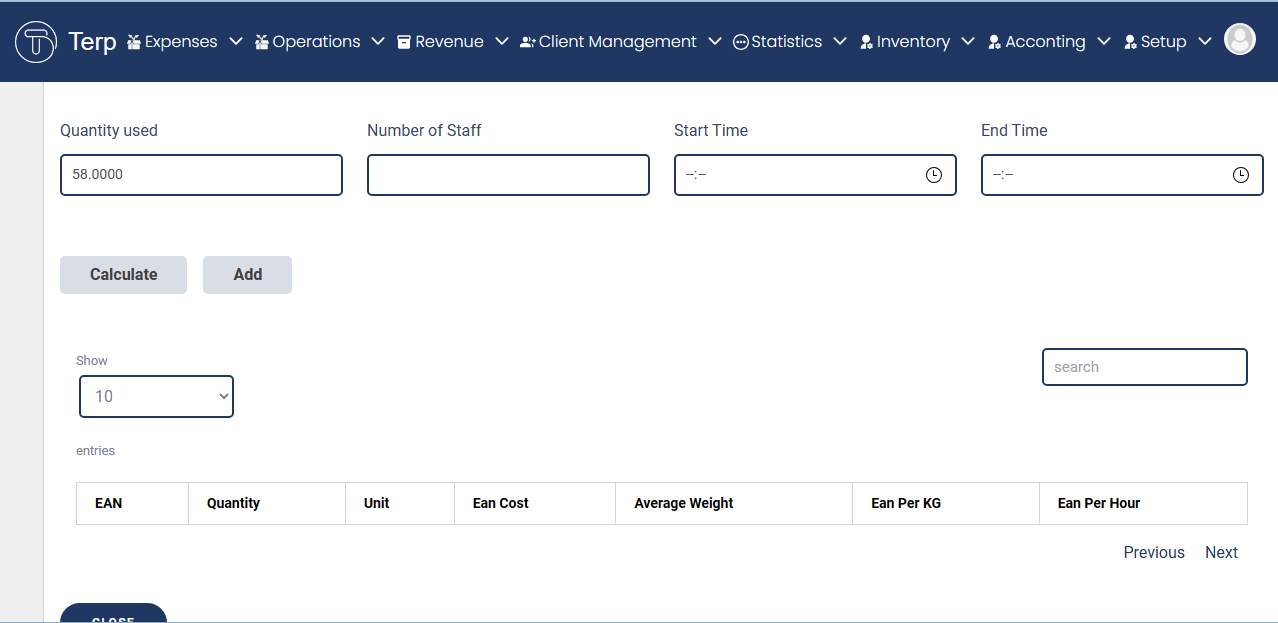 Terp Expenses Operations Revenue Client Management Statistics Inventory Acconting Setup
Quantity used Number of Staff Start Time End Time
58.0000 --:-- --:--
Calculate Add
Show
10 search
entries
EAN Quantity Unit Ean Cost Average Weight Ean Per KG Ean Per Hour
Previous Next
CLOSE